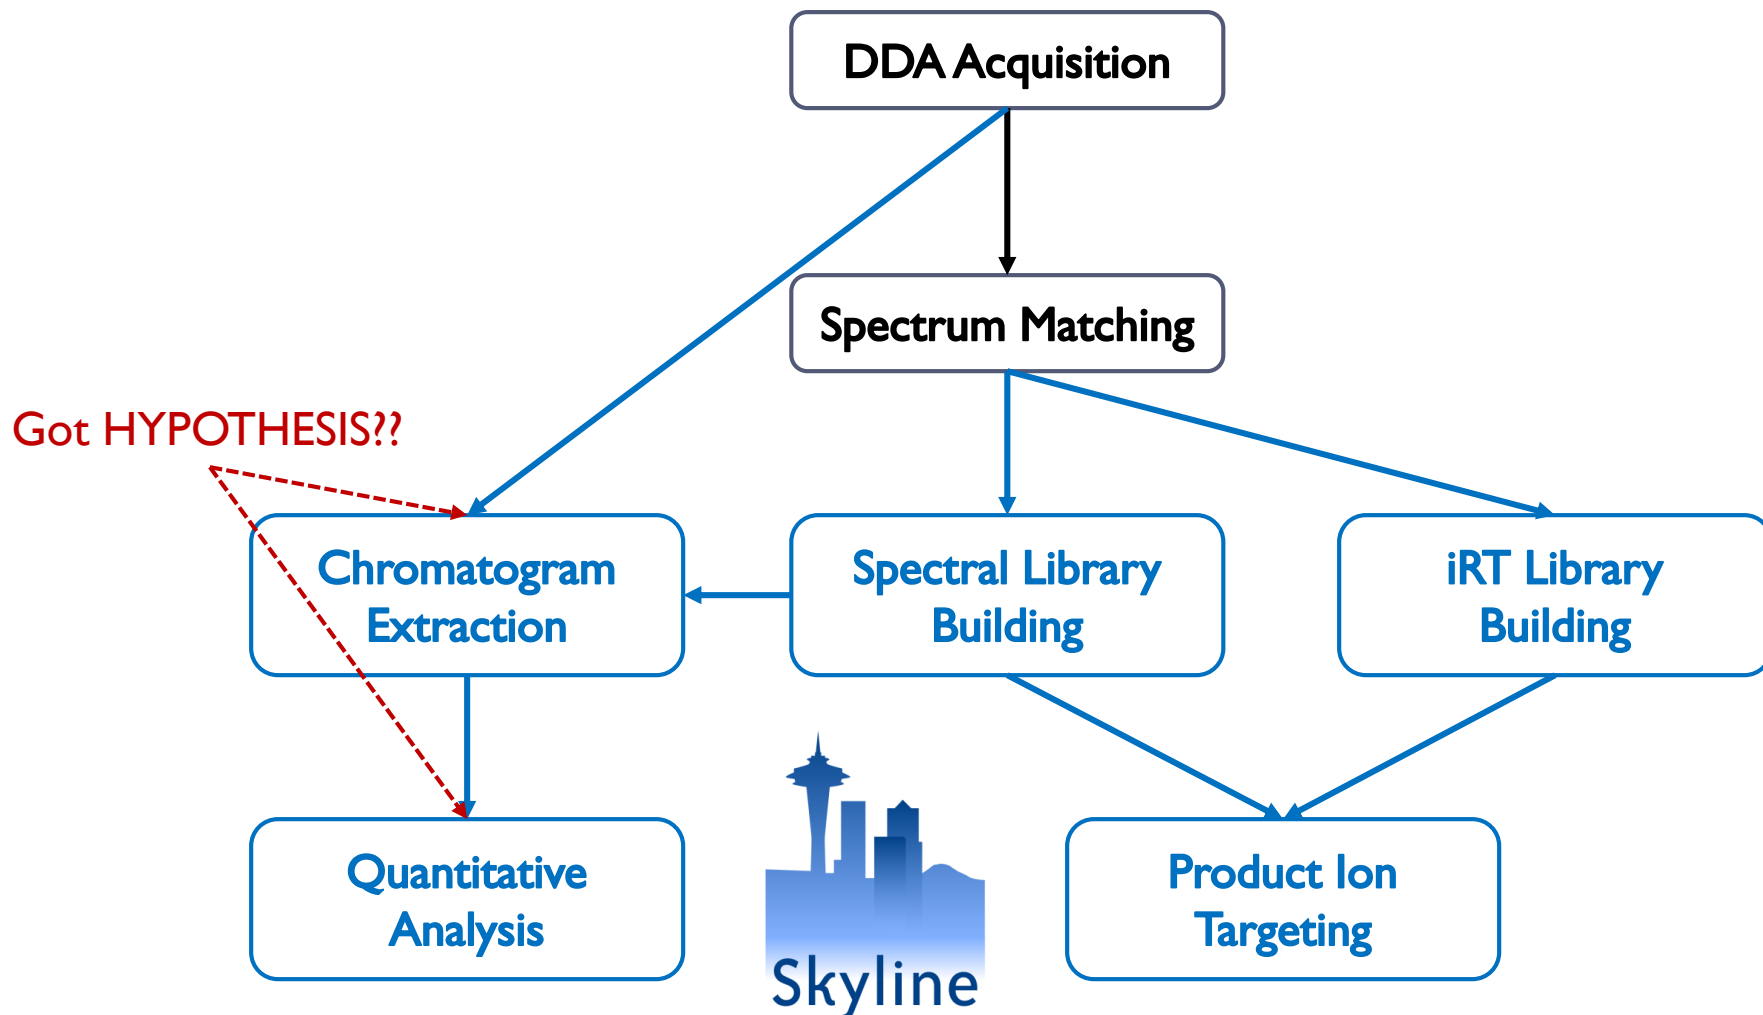 DDA Acquisition
Spectrum Matching
Got HYPOTHESIS??
Chromatogram
Extraction
Spectral Library
Building
iRT Library
Building
Quantitative
Analysis
Product Ion
Targeting
Skyline